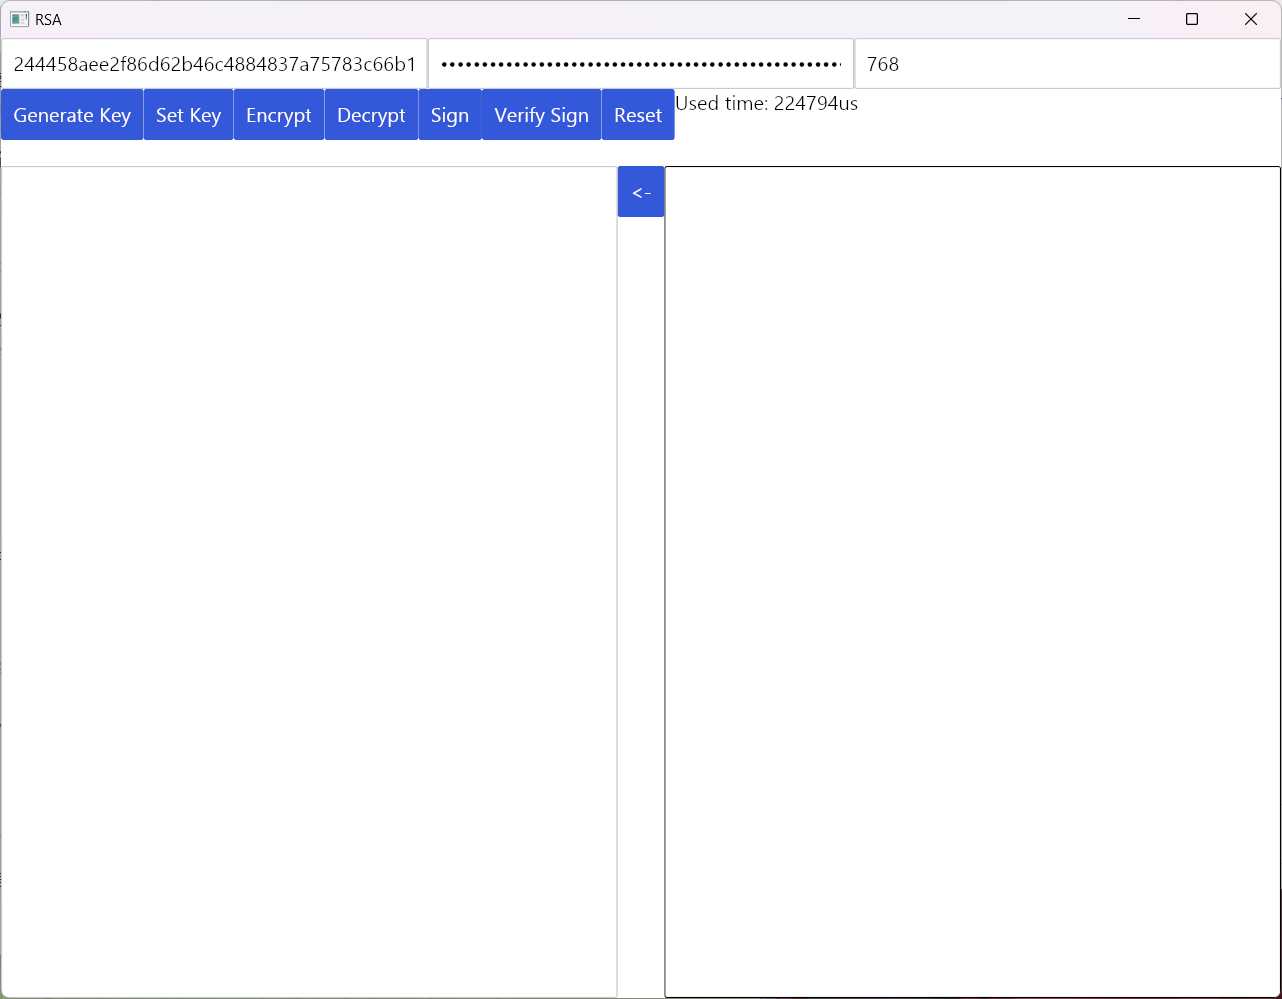 RSA
244458aee2f86d62b46c4884837a75783c66b1
••••••••••••••••••••••••••••••••••••••••••••••••••
768
Generate Key
Set Key
Encrypt
Decrypt
Sign
Verify Sign
Reset
Used time: 224794us
<-